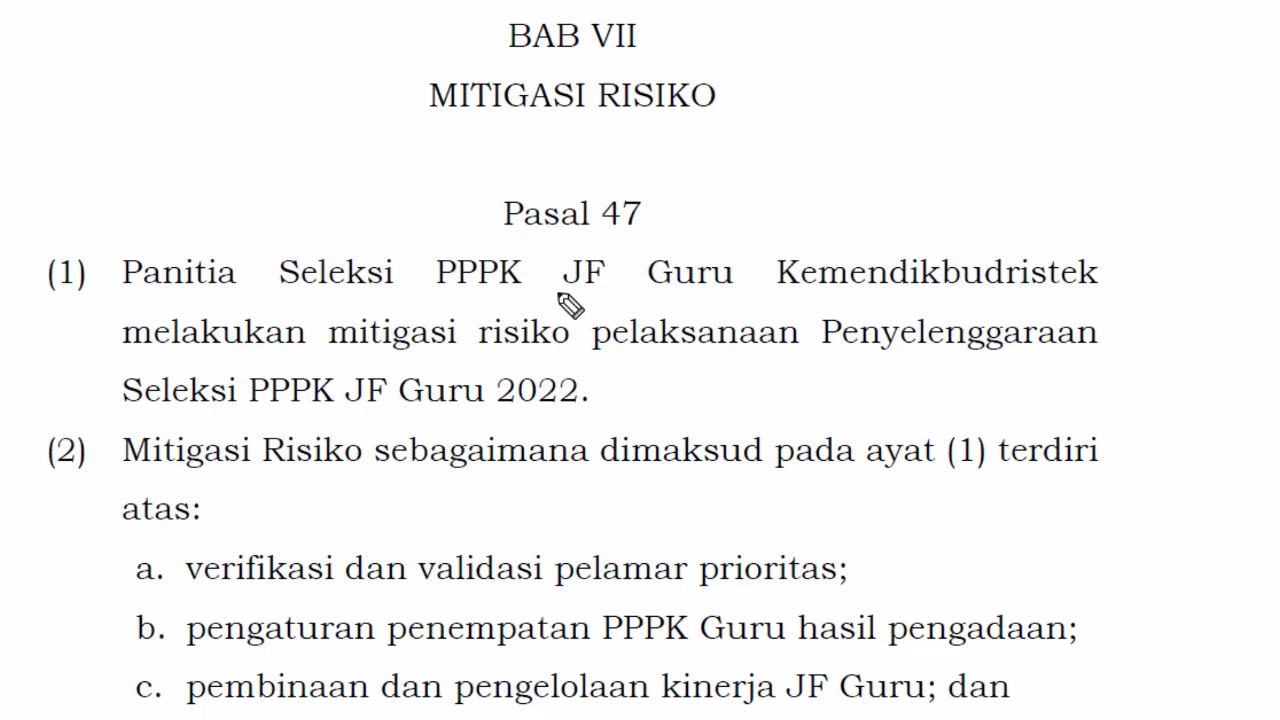 BAB VII
MITIGASI RISIKO
Pasal 47
(1) Panitia Seleksi PPPK JF Guru Kemendikbudristek
melakukan mitigasi risiko pelaksanaan Penyelenggaraan
Seleksi PPPK JF Guru 2022.
(2) Mitigasi Risiko sebagaimana dimaksud pada ayat (1) terdiri
atas:
a. verifikasi dan validasi pelamar prioritas;
b. pengaturan penempatan PPPK Guru hasil pengadaan;
c. pembinaan dan pengelolaan kinerja JF Guru; dan